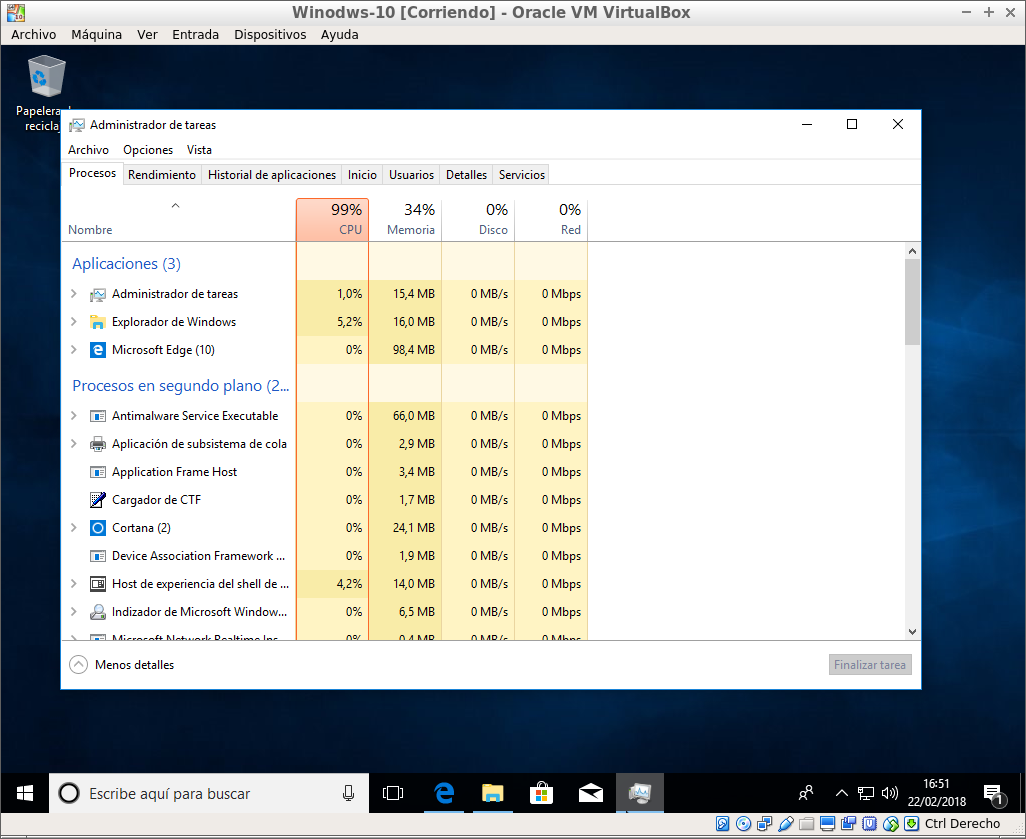 Winodws-10 [Corriendo] - Oracle VM VirtualBox
Archivo Máquina Ver Entrada Dispositivos Ayuda
Papelera
recicla
Administrador de tareas
Archivo Opciones Vista
Procesos Rendimiento Historial de aplicaciones Inicio Usuarios Detalles Servicios
99% 34% 0% 0%
Nombre CPU Memoria Disco Red
Aplicaciones (3)
Administrador de tareas 1,0% 15,4 MB 0 MB/s 0 Mbps
Explorador de Windows 5,2% 16,0 MB 0 MB/s 0 Mbps
Microsoft Edge (10) 0% 98,4 MB 0 MB/s 0 Mbps
Procesos en segundo plano (2...
Antimalware Service Executable 0% 66,0 MB 0 MB/s 0 Mbps
Aplicación de subsistema de cola 0% 2,9 MB 0 MB/s 0 Mbps
Application Frame Host 0% 3,4 MB 0 MB/s 0 Mbps
Cargador de CTF 0% 1,7 MB 0 MB/s 0 Mbps
Cortana (2) 0% 24,1 MB 0 MB/s 0 Mbps
Device Association Framework ... 0% 1,9 MB 0 MB/s 0 Mbps
Host de experiencia del shell de ... 4,2% 14,0 MB 0 MB/s 0 Mbps
Indizador de Microsoft Window... 0% 6,5 MB 0 MB/s 0 Mbps
Microsoft Network Realtime Ins... 0% 0,4 MB 0 MB/s 0 Mbps
Menos detalles Finalizar tarea
Escribe aquí para buscar
16:51
22/02/2018
1
Ctrl Derecho